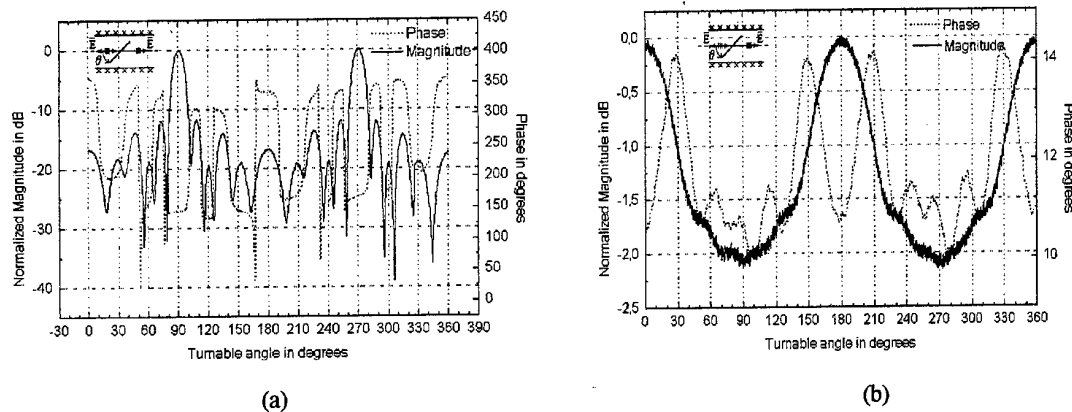 Phase
Magnitude
Normalized Magnitude in dB
0
-10
-20
-30
-40
450
400
350
300
250
200
150
100
50
0
Phase in degrees
-30 0 30 60 90 120 150 180 210 240 270 300 330 360 390
Turnable angle in degrees
(a)
Phase
Magnitude
Normalized Magnitude in dB
0,0
-0,5
-1,0
-1,5
-2,0
-2,5
14
12
10
Phase in degrees
0 30 60 90 120 150 180 210 240 270 300 330 360
Turnable angle in degrees
(b)